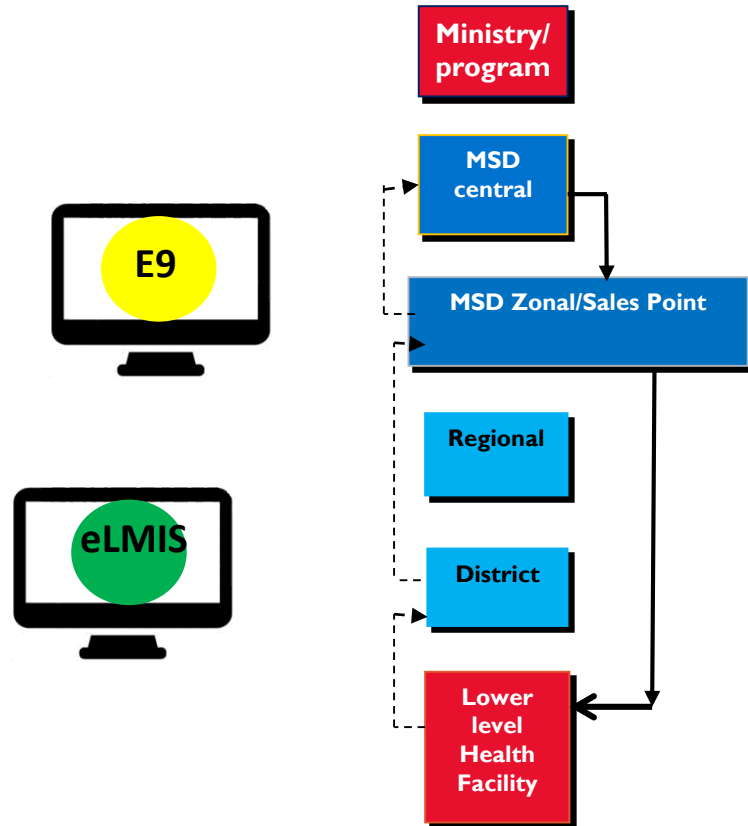 Ministry/
program
MSD
central
E9
MSD Zonal/Sales Point
Regional
eLMIS
District
Lower
level
Health
Facility